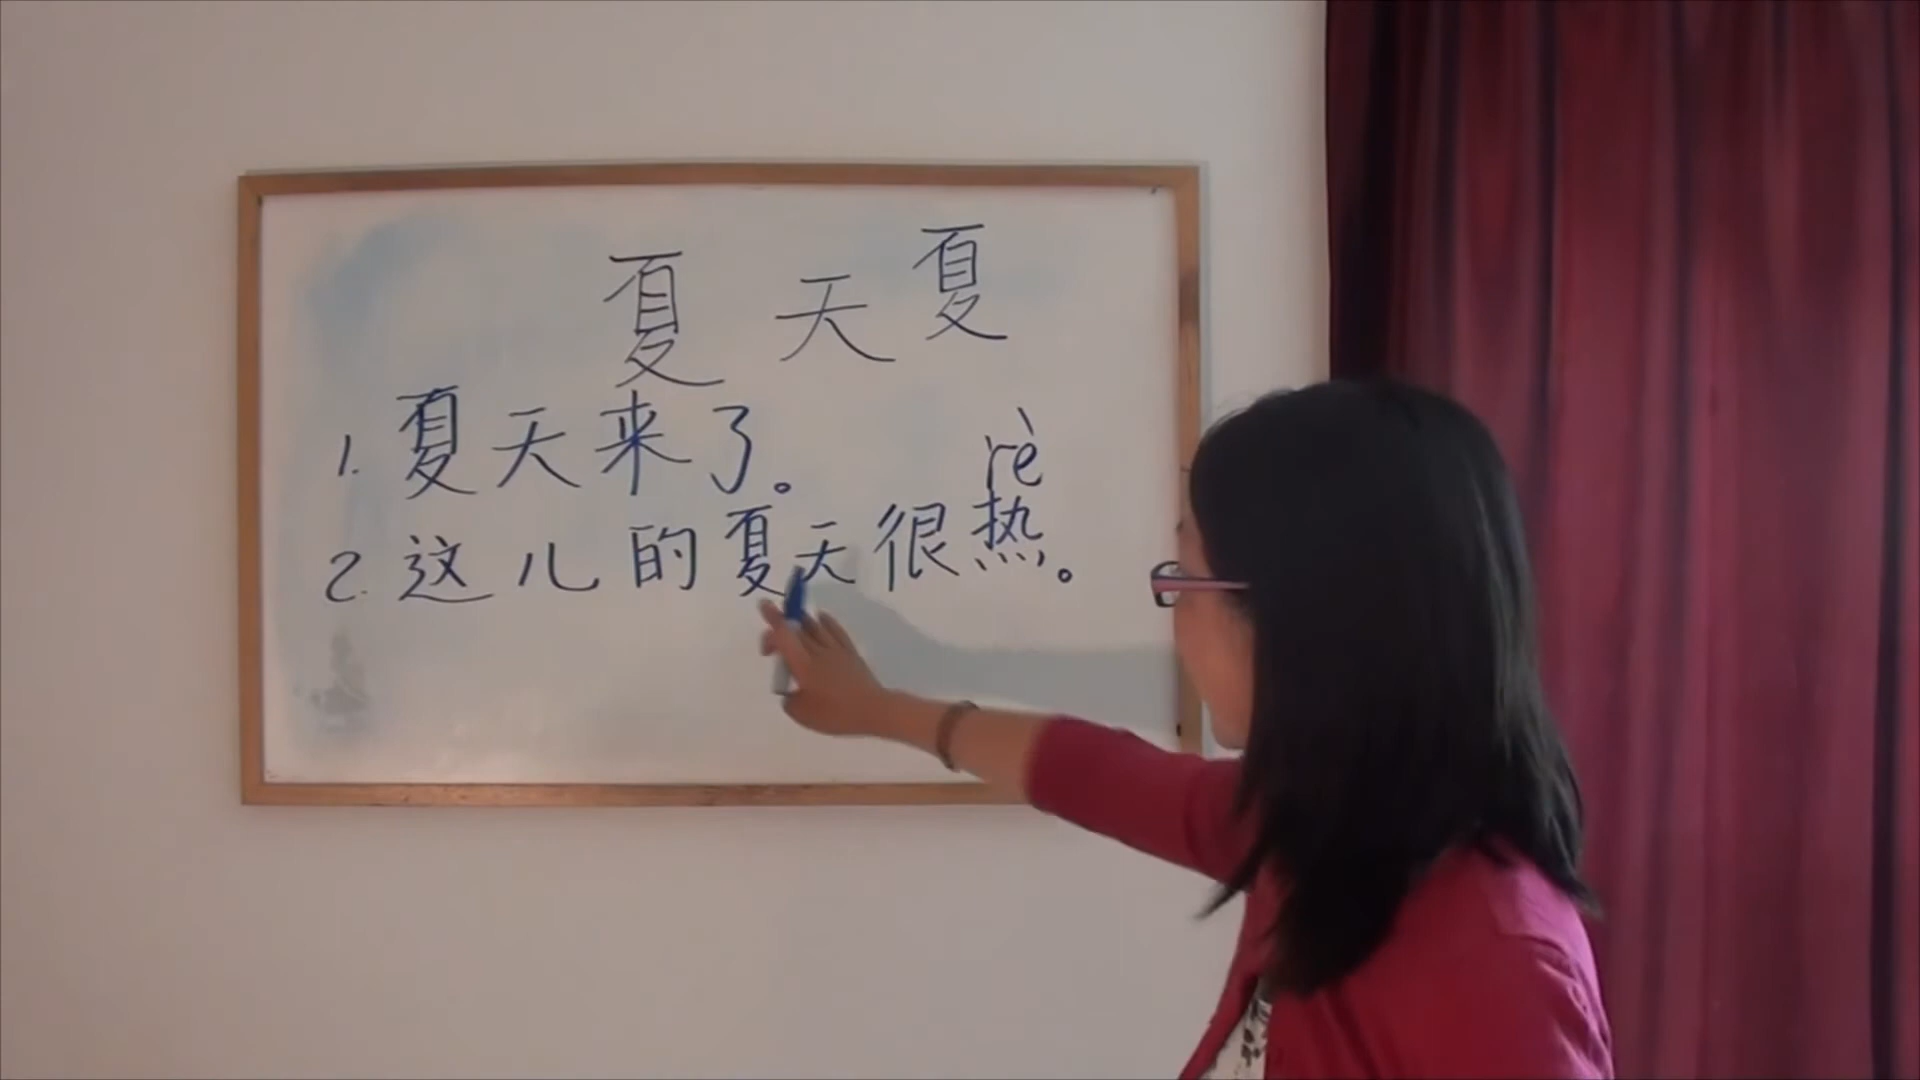 夏天夏
1. 夏天来了。
rè
2. 这儿的夏天很热。